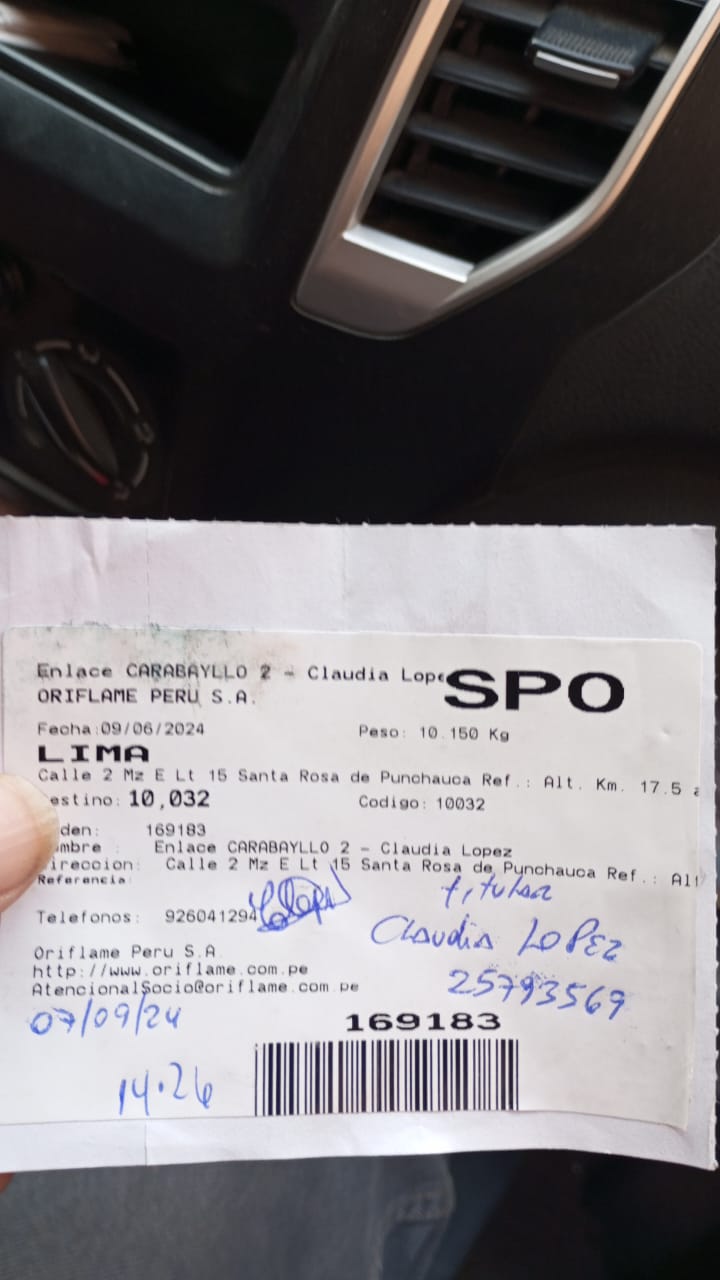 Enlace CARABAYLLO 2 - Claudia Lope
SPO
ORIFLAME PERU S.A.
Fecha:09/06/2024 Peso: 10.150 Kg
LIMA
Calle 2 Mz E Lt 15 Santa Rosa de Punchauca Ref.: Alt. Km. 17.5 a
estino: 10,032 Codigo: 10032
den: 169183
mbre : Enlace CARABAYLLO 2 - Claudia Lopez
ireccion: Calle 2 Mz E Lt 15 Santa Rosa de Punchauca Ref.: Alt
Referencia:
titular
Telefonos: 926041294
Claudia LOPEZ
25793569
Oriflame Peru S.A.
http://www.oriflame.com.pe
AtencionalSocio@oriflame.com.pe
07/09/24
169183
14.26